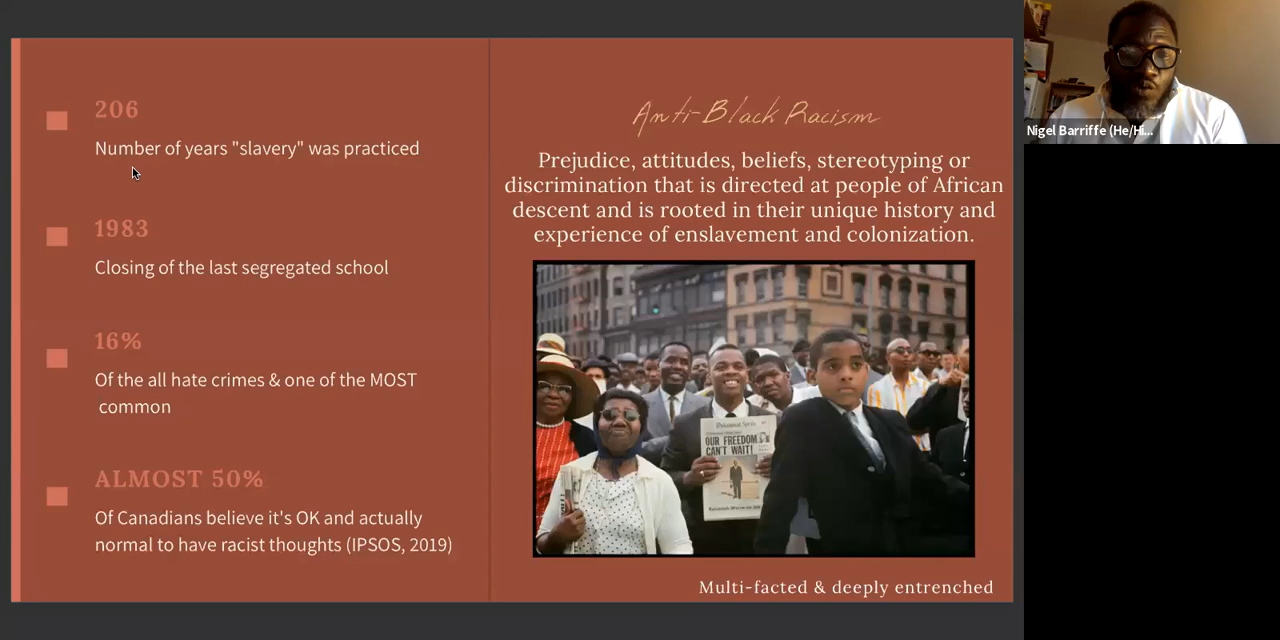 206
Number of years "slavery" was practiced
1983
Closing of the last segregated school
16%
Of the all hate crimes & one of the MOST
common
ALMOST 50%
Of Canadians believe it's OK and actually
normal to have racist thoughts (IPSOS, 2019)
Anti-Black Racism
Prejudice, attitudes, beliefs, stereotyping or
discrimination that is directed at people of African
descent and is rooted in their unique history and
experience of enslavement and colonization.
OUR FREEDOM
CAN'T WAIT!
Multi-facted & deeply entrenched
Nigel Barriffe (He/Hi...